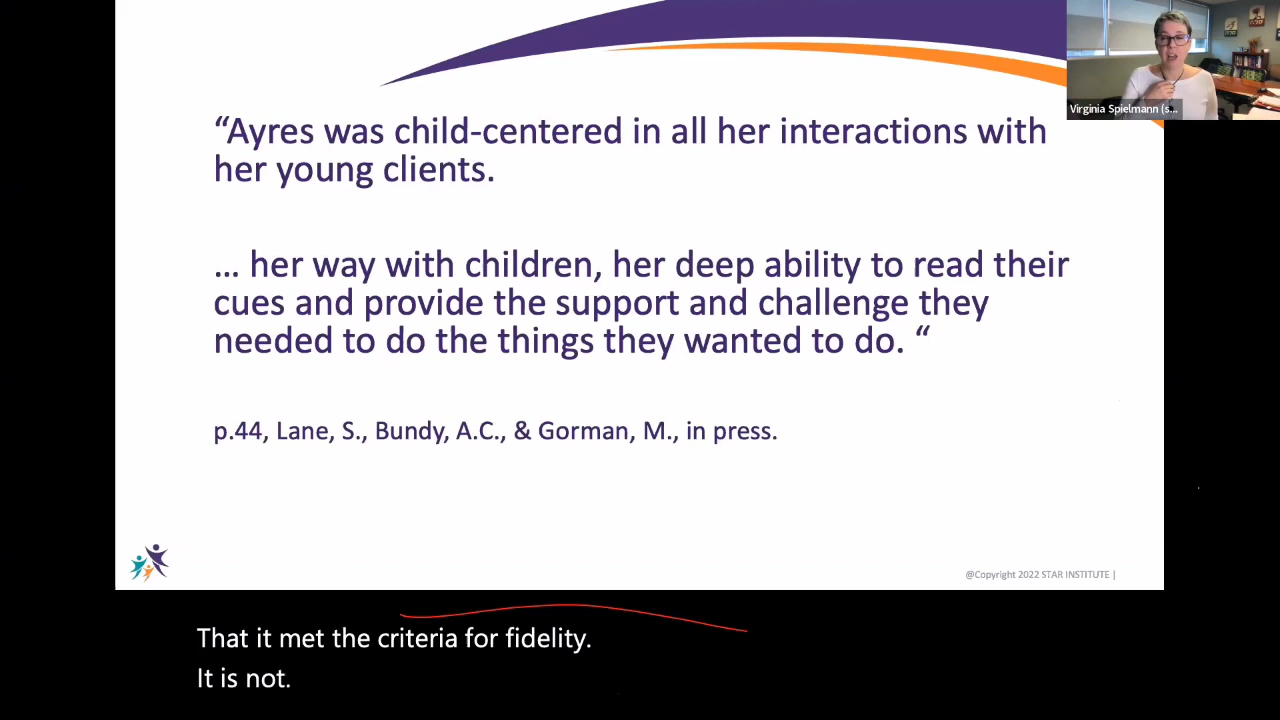 “Ayres was child-centered in all her interactions with
her young clients.
… her way with children, her deep ability to read their
cues and provide the support and challenge they
needed to do the things they wanted to do. “
p.44, Lane, S., Bundy, A.C., & Gorman, M., in press.
Virginia Spielmann (s...
@Copyright 2022 STAR INSTITUTE |
That it met the criteria for fidelity.
It is not.